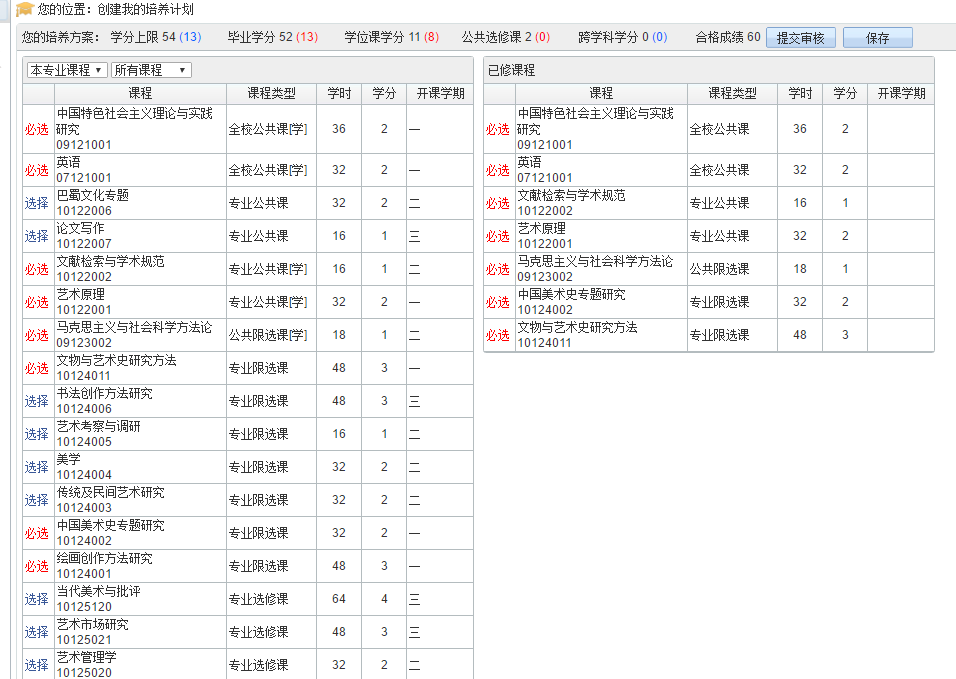 您的位置：创建我的培养计划
您的培养方案： 学分上限 54 (13) 毕业学分 52 (13) 学位课学分 11 (8) 公共选修课 2 (0) 跨学科学分 0 (0) 合格成绩 60 提交审核 保存
本专业课程 所有课程
课程 课程类型 学时 学分 开课学期
必选 中国特色社会主义理论与实践
研究
09121001 全校公共课[学] 36 2 一
必选 英语
07121001 全校公共课[学] 32 2 一
选择 巴蜀文化专题
10122006 专业公共课 32 2 二
选择 论文写作
10122007 专业公共课 16 1 三
必选 文献检索与学术规范
10122002 专业公共课[学] 16 1 二
必选 艺术原理
10122001 专业公共课[学] 32 2 一
必选 马克思主义与社会科学方法论
09123002 公共限选课[学] 18 1 二
必选 文物与艺术史研究方法
10124011 专业限选课 48 3 一
选择 书法创作方法研究
10124006 专业限选课 48 3 三
选择 艺术考察与调研
10124005 专业限选课 16 1 二
选择 美学
10124004 专业限选课 32 2 二
选择 传统及民间艺术研究
10124003 专业限选课 32 2 二
必选 中国美术史专题研究
10124002 专业限选课 32 2 一
必选 绘画创作方法研究
10124001 专业限选课 48 3 一
选择 当代美术与批评
10125120 专业选修课 64 4 三
选择 艺术市场研究
10125021 专业选修课 48 3 三
选择 艺术管理学
10125020 专业选修课 32 2 二
已修课程
课程 课程类型 学时 学分 开课学期
必选 中国特色社会主义理论与实践
研究
09121001 全校公共课 36 2
必选 英语
07121001 全校公共课 32 2
必选 文献检索与学术规范
10122002 专业公共课 16 1
必选 艺术原理
10122001 专业公共课 32 2
必选 马克思主义与社会科学方法论
09123002 公共限选课 18 1
必选 中国美术史专题研究
10124002 专业限选课 32 2
必选 文物与艺术史研究方法
10124011 专业限选课 48 3